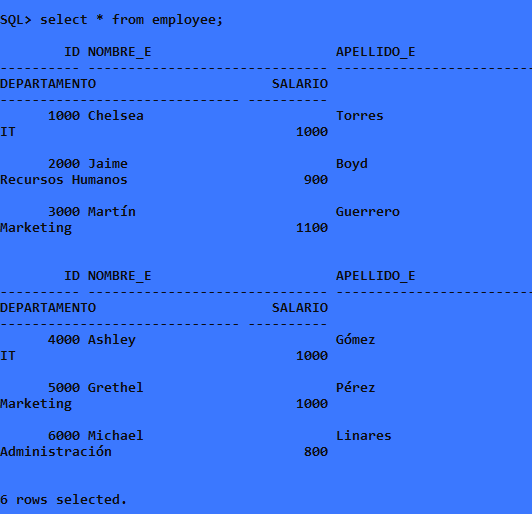 SQL> select * from employee;
ID NOMBRE_E APELLIDO_E
---------- ------------------------------ -------------------------
DEPARTAMENTO SALARIO
------------------------------ ----------
1000 Chelsea Torres
IT 1000
2000 Jaime Boyd
Recursos Humanos 900
3000 Martín Guerrero
Marketing 1100
ID NOMBRE_E APELLIDO_E
---------- ------------------------------ -------------------------
DEPARTAMENTO SALARIO
------------------------------ ----------
4000 Ashley Gómez
IT 1000
5000 Grethel Pérez
Marketing 1000
6000 Michael Linares
Administración 800
6 rows selected.